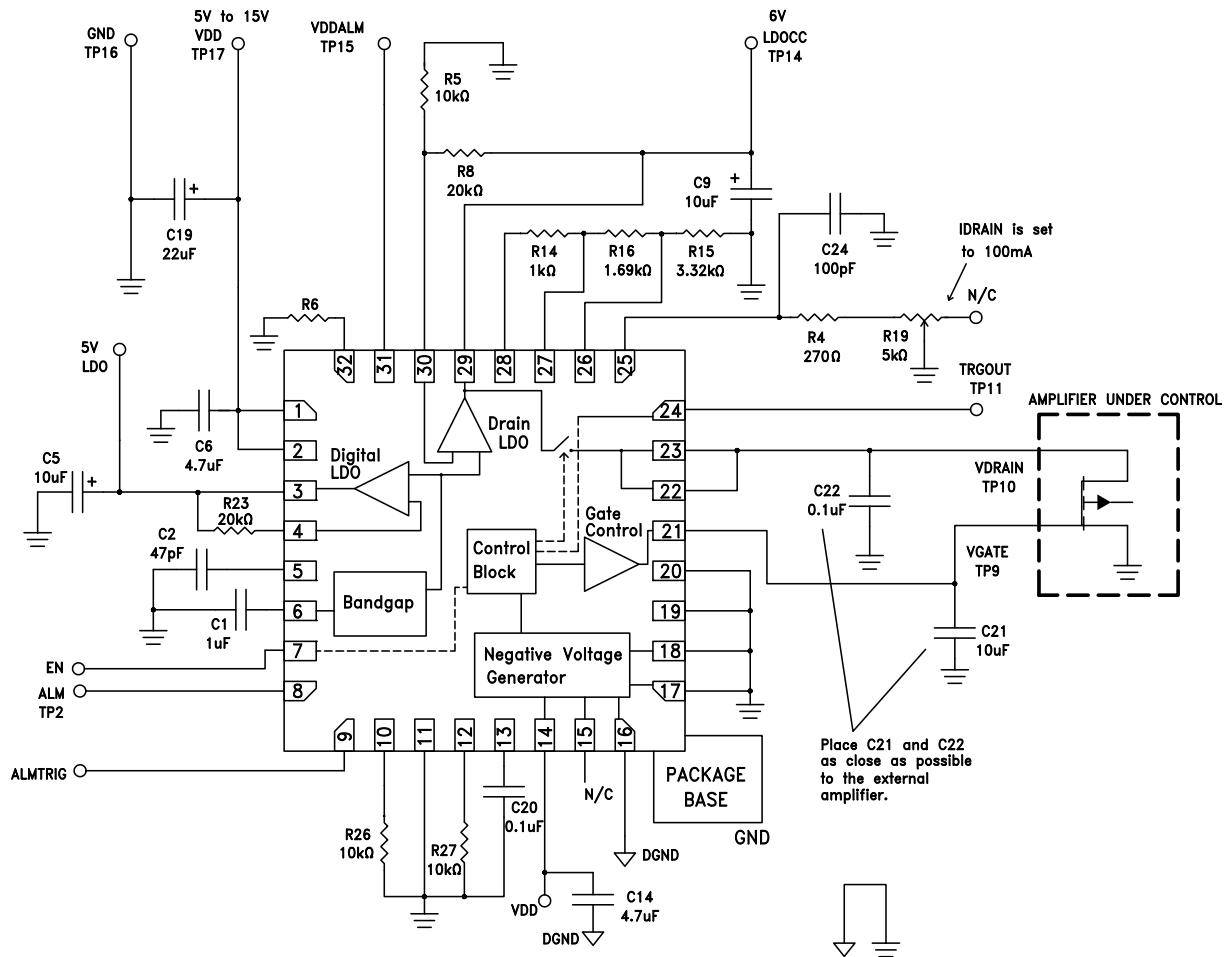 GND
TP16
5V to 15V
VDD
TP17
VDDALM
TP15
6V
LDOCC
TP14
R5
10kΩ
R8
20kΩ
C19
22uF
+
C9
10uF
+
R14
1kΩ
R16
1.69kΩ
R15
3.32kΩ
C24
100pF
IDRAIN is set
to 100mA
N/C
R4
270Ω
R19
5kΩ
R6
5V
LDO
32
31
30
29
28
27
26
25
TRGOUT
TP11
AMPLIFIER UNDER CONTROL
1
2
3
4
5
6
7
8
24
23
22
21
20
19
18
17
C6
4.7uF
C5
10uF
+
R23
20kΩ
C2
47pF
C1
1uF
Digital
LDO
Drain
LDO
Gate
Control
Control
Block
Bandgap
Negative Voltage
Generator
VDRAIN
TP10
C22
0.1uF
VGATE
TP9
C21
10uF
EN
ALM
TP2
ALMTRIG
9
10
11
12
13
14
15
16
Place C21 and C22
as close as possible
to the external
amplifier.
PACKAGE
BASE
GND
N/C
C20
0.1uF
R26
10kΩ
R27
10kΩ
DGND
VDD
C14
4.7uF
DGND